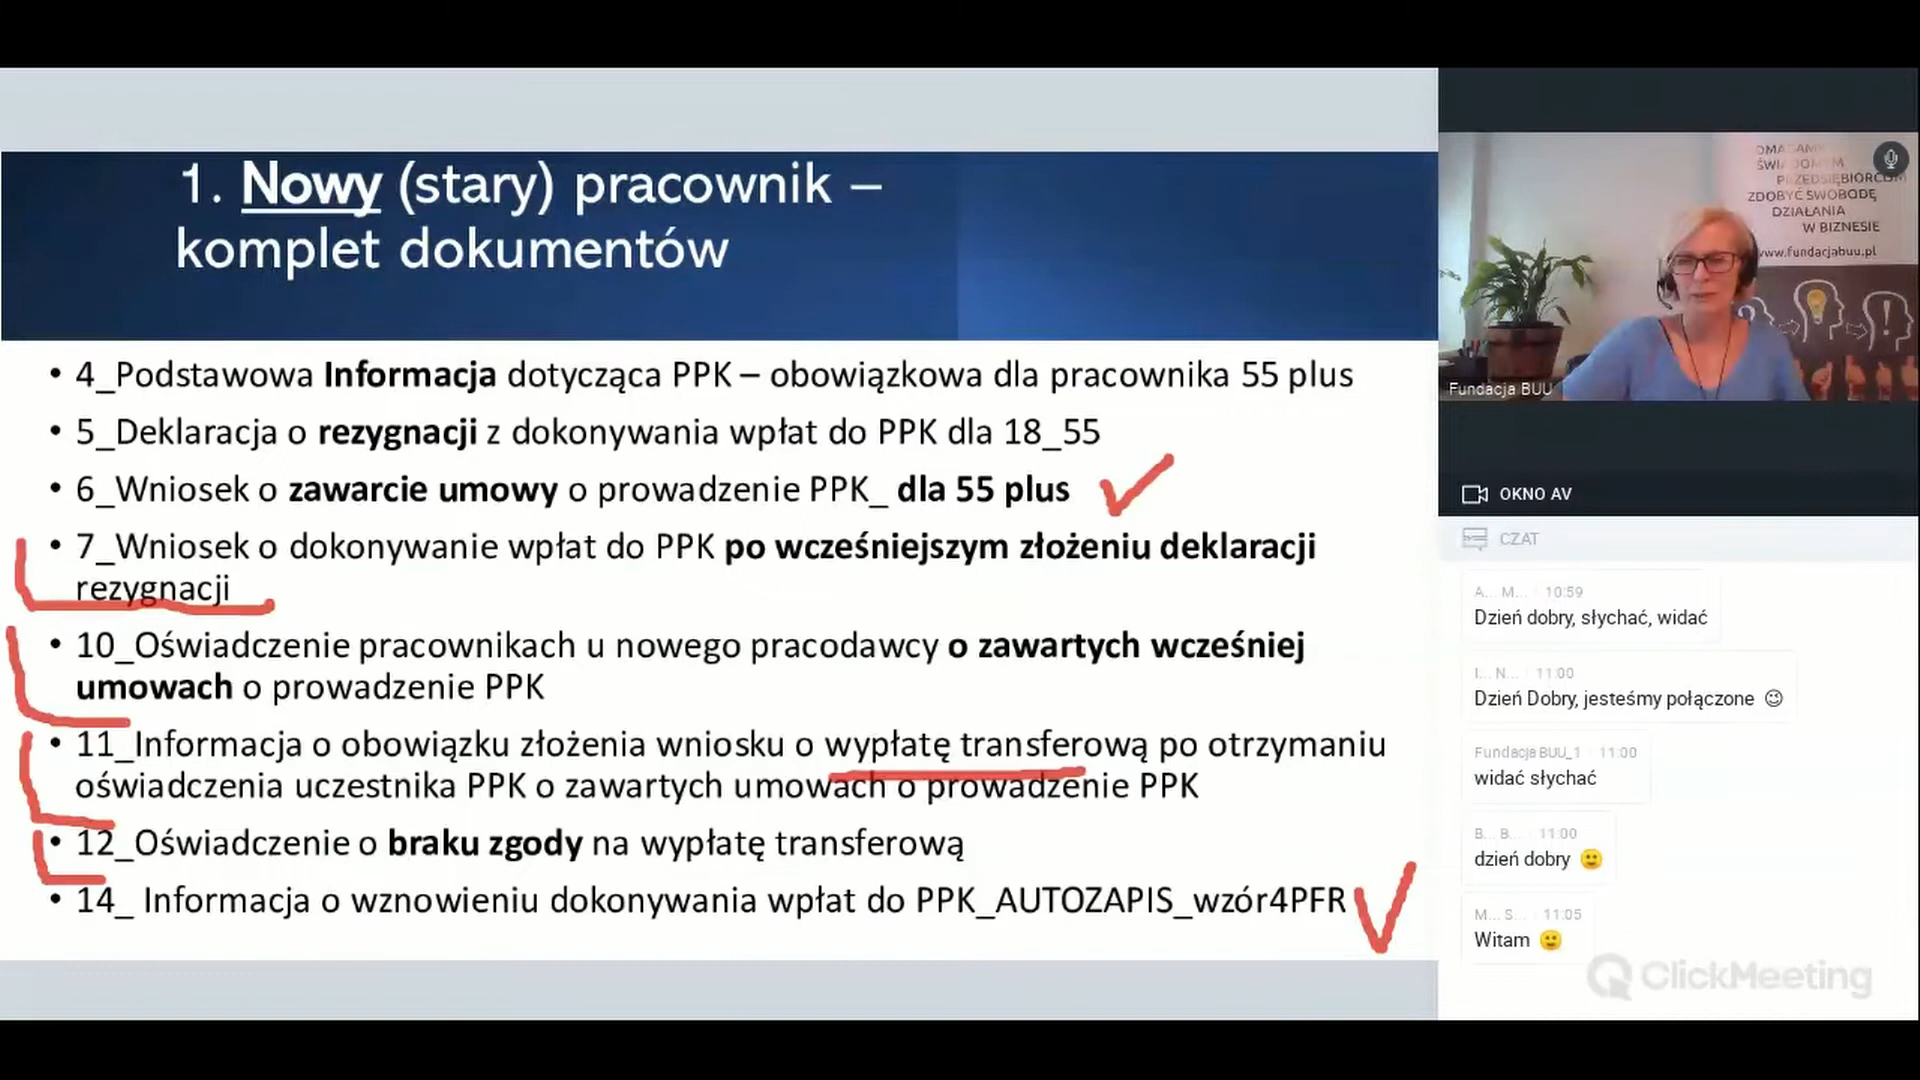 1. Nowy (stary) pracownik –
komplet dokumentów
• 4_Podstawowa Informacja dotycząca PPK – obowiązkowa dla pracownika 55 plus
• 5_Deklaracja o rezygnacji z dokonywania wpłat do PPK dla 18_55
• 6_Wniosek o zawarcie umowy o prowadzenie PPK_ dla 55 plus
• 7_Wniosek o dokonywanie wpłat do PPK po wcześniejszym złożeniu deklaracji
rezygnacji
• 10_Oświadczenie pracownikach u nowego pracodawcy o zawartych wcześniej
umowach o prowadzenie PPK
• 11_Informacja o obowiązku złożenia wniosku o wypłatę transferową po otrzymaniu
oświadczenia uczestnika PPK o zawartych umowach o prowadzenie PPK
• 12_Oświadczenie o braku zgody na wypłatę transferową
• 14_ Informacja o wznowieniu dokonywania wpłat do PPK_AUTOZAPIS_wzór4PFR
ŚWIADOMYM
PRZEDSIĘBIORCOM
ZDOBYĆ SWOBODĘ
DZIAŁANIA
W BIZNESIE
www.fundacjabuu.pl
Fundacja BUU
OKNO AV
CZAT
A... M... 10:59
Dzień dobry, słychać, widać
I... N... 11:00
Dzień Dobry, jesteśmy połączone 😉
Fundacja BUU_1 11:00
widać słychać
B... B... 11:00
dzień dobry 🙂
M... S... 11:05
Witam 🙂
ClickMeeting